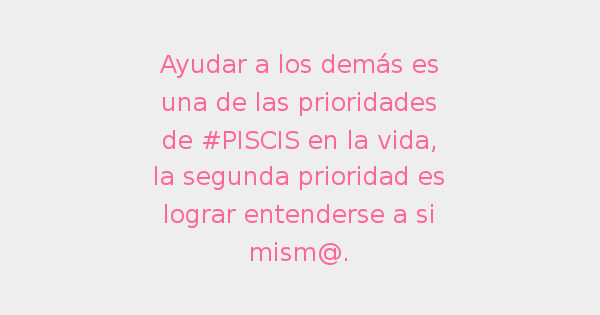 Ayudar a los demás es
una de las prioridades
de #PISCIS en la vida,
la segunda prioridad es
lograr entenderse a si
mism@.